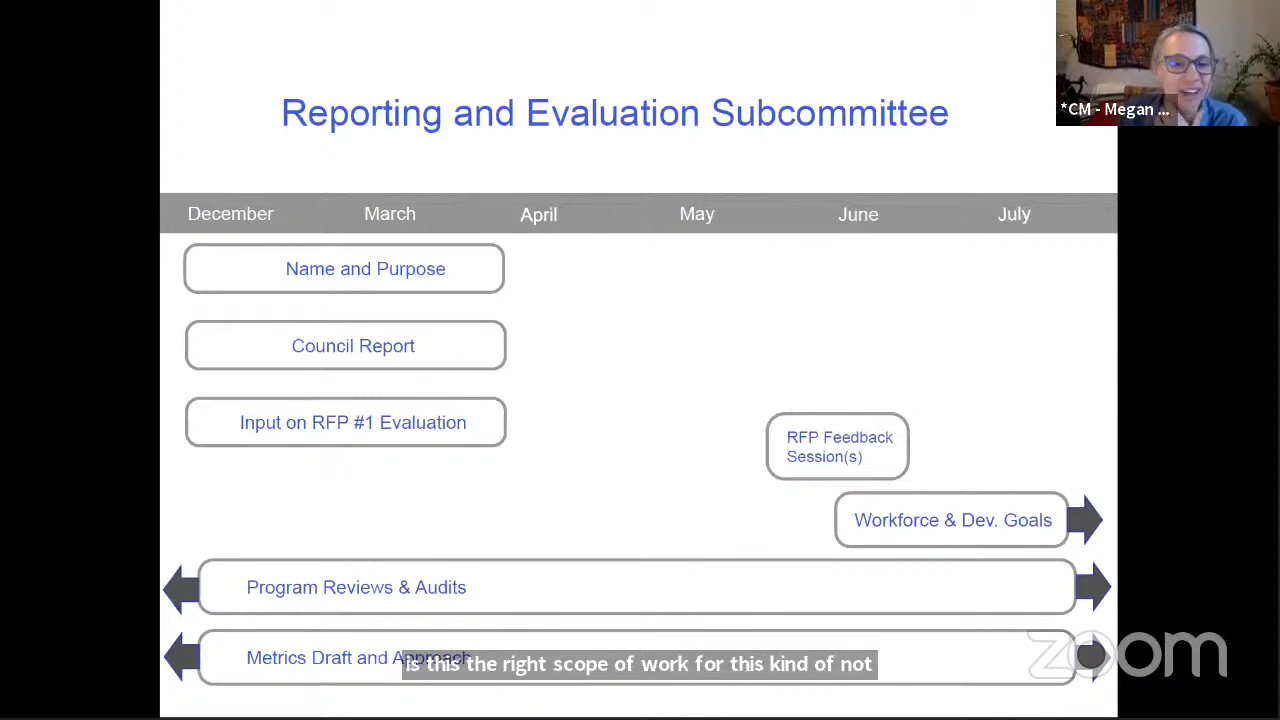 Reporting and Evaluation Subcommittee
*CM - Megan ...
December March April May June July
Name and Purpose
Council Report
Input on RFP #1 Evaluation
RFP Feedback
Session(s)
Workforce & Dev. Goals
Program Reviews & Audits
Metrics Draft and Approach
is this the right scope of work for this kind of not
zoom